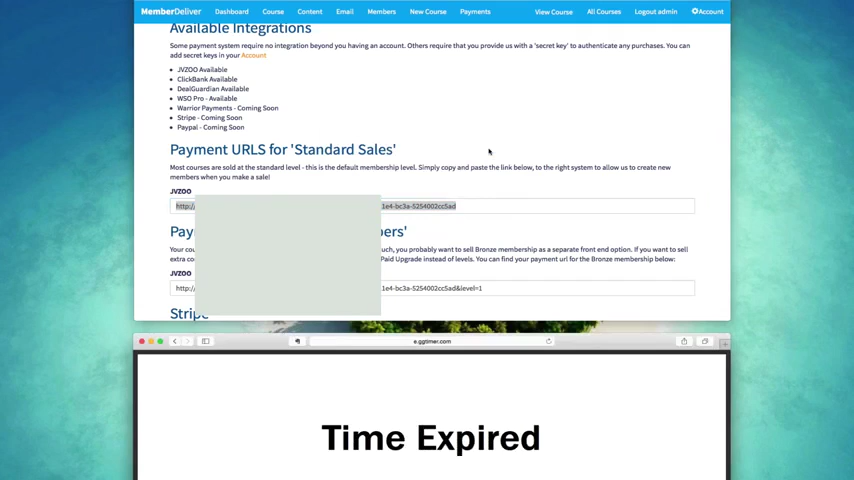 MemberDeliver Dashboard Course Content Email Members New Course Payments View Course All Courses Logout admin Account
Available Integrations
Some payment system require no integration beyond you having an account. Others require that you provide us with a 'secret key' to authenticate any purchases. You can
add secret keys in your Account
JVZOO Available
ClickBank Available
DealGuardian Available
WSO Pro - Available
Warrior Payments - Coming Soon
Stripe - Coming Soon
Paypal - Coming Soon
Payment URLS for 'Standard Sales'
Most courses are sold at the standard level - this is the default membership level. Simply copy and paste the link below, to the right system to allow us to create new
members when you make a sale!
JVZOO
http:/ 1e4-bc3a-5254002cc5ad
Pay bers'
Your cou much, you probably want to sell Bronze membership as a separate front end option. If you want to sell
extra co Paid Upgrade instead of levels. You can find your payment url for the Bronze membership below:
JVZOO
http:/ 1e4-bc3a-5254002cc5ad&level=1
Stripe
e.ggtimer.com
Time Expired